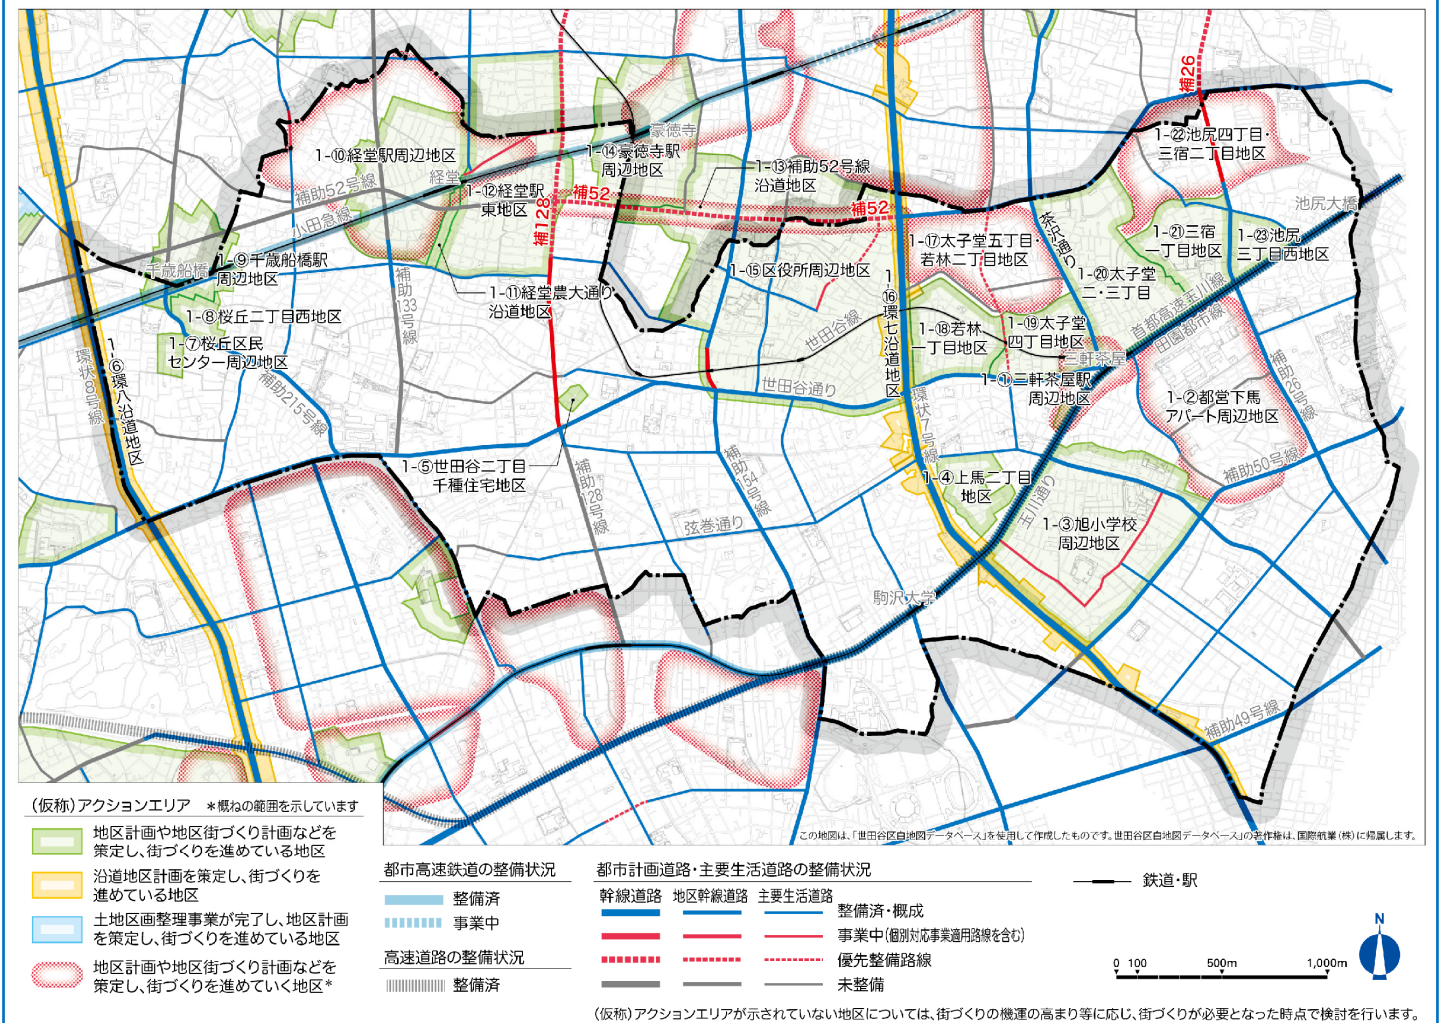 補26
1-㉒池尻四丁目・
三宿二丁目地区
豪徳寺
1-⑩経堂駅周辺地区
1-⑭豪徳寺駅
周辺地区
1-⑬補助52号線
沿道地区
経堂
補助52号線
1-⑫経堂駅
東地区
補52
補52
補128
小田急線
池尻大橋
茶沢通り
1-⑰太子堂五丁目・
若林二丁目地区
1-㉑三宿
一丁目地区
1-㉓池尻
三丁目西地区
千歳船橋
1-⑨千歳船橋駅
周辺地区
1-⑮区役所周辺地区
1-⑳太子堂
二・三丁目
補助133号線
1-⑪経堂農大通り
沿道地区
1-⑯環七沿道地区
首都高速玉川線
田園都市線
1-⑧桜丘二丁目西地区
世田谷線
1-⑱若林
一丁目地区
1-⑲太子堂
四丁目地区
1-⑦桜丘区民
センター周辺地区
1-⑥環八沿道地区
環状8号線
三軒茶屋
補助26号線
補助215号線
世田谷通り
1-①三軒茶屋駅
周辺地区
1-②都営下馬
アパート周辺地区
環状7号線
1-⑤世田谷二丁目
千種住宅地区
補助128号線
補助154号線
補助50号線
1-④上馬二丁目
地区
玉川通り
弦巻通り
1-③旭小学校
周辺地区
駒沢大学
補助49号線
この地図は、「世田谷区白地図データベース」を使用して作成したものです。世田谷区白地図データベース」の著作権は、国際航業(株)に帰属します。
(仮称)アクションエリア ＊概ねの範囲を示しています
地区計画や地区街づくり計画などを
策定し、街づくりを進めている地区
沿道地区計画を策定し、街づくりを
進めている地区
土地区画整理事業が完了し、地区計画
を策定し、街づくりを進めている地区
地区計画や地区街づくり計画などを
策定し、街づくりを進めていく地区＊
都市高速鉄道の整備状況
整備済
事業中
高速道路の整備状況
整備済
都市計画道路・主要生活道路の整備状況
幹線道路 地区幹線道路 主要生活道路
整備済・概成
事業中(個別対応事業適用路線を含む)
優先整備路線
未整備
鉄道・駅
N
0 100 500m 1,000m
(仮称)アクションエリアが示されていない地区については、街づくりの機運の高まり等に応じ、街づくりが必要となった時点で検討を行います。